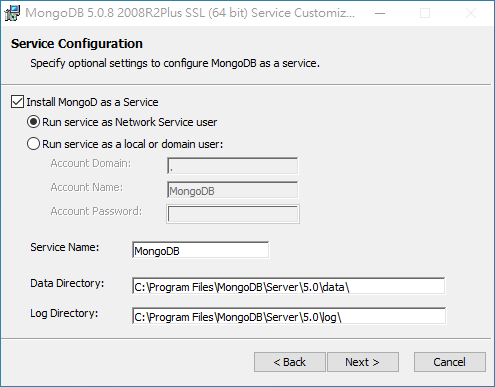 MongoDB 5.0.8 2008R2Plus SSL (64 bit) Service Customiz...
Service Configuration
Specify optional settings to configure MongoDB as a service.
Install MongoD as a Service
Run service as Network Service user
Run service as a local or domain user:
Account Domain: .
Account Name: MongoDB
Account Password:
Service Name: MongoDB
Data Directory: C:\Program Files\MongoDB\Server\5.0\data\
Log Directory: C:\Program Files\MongoDB\Server\5.0\log\
< Back Next > Cancel